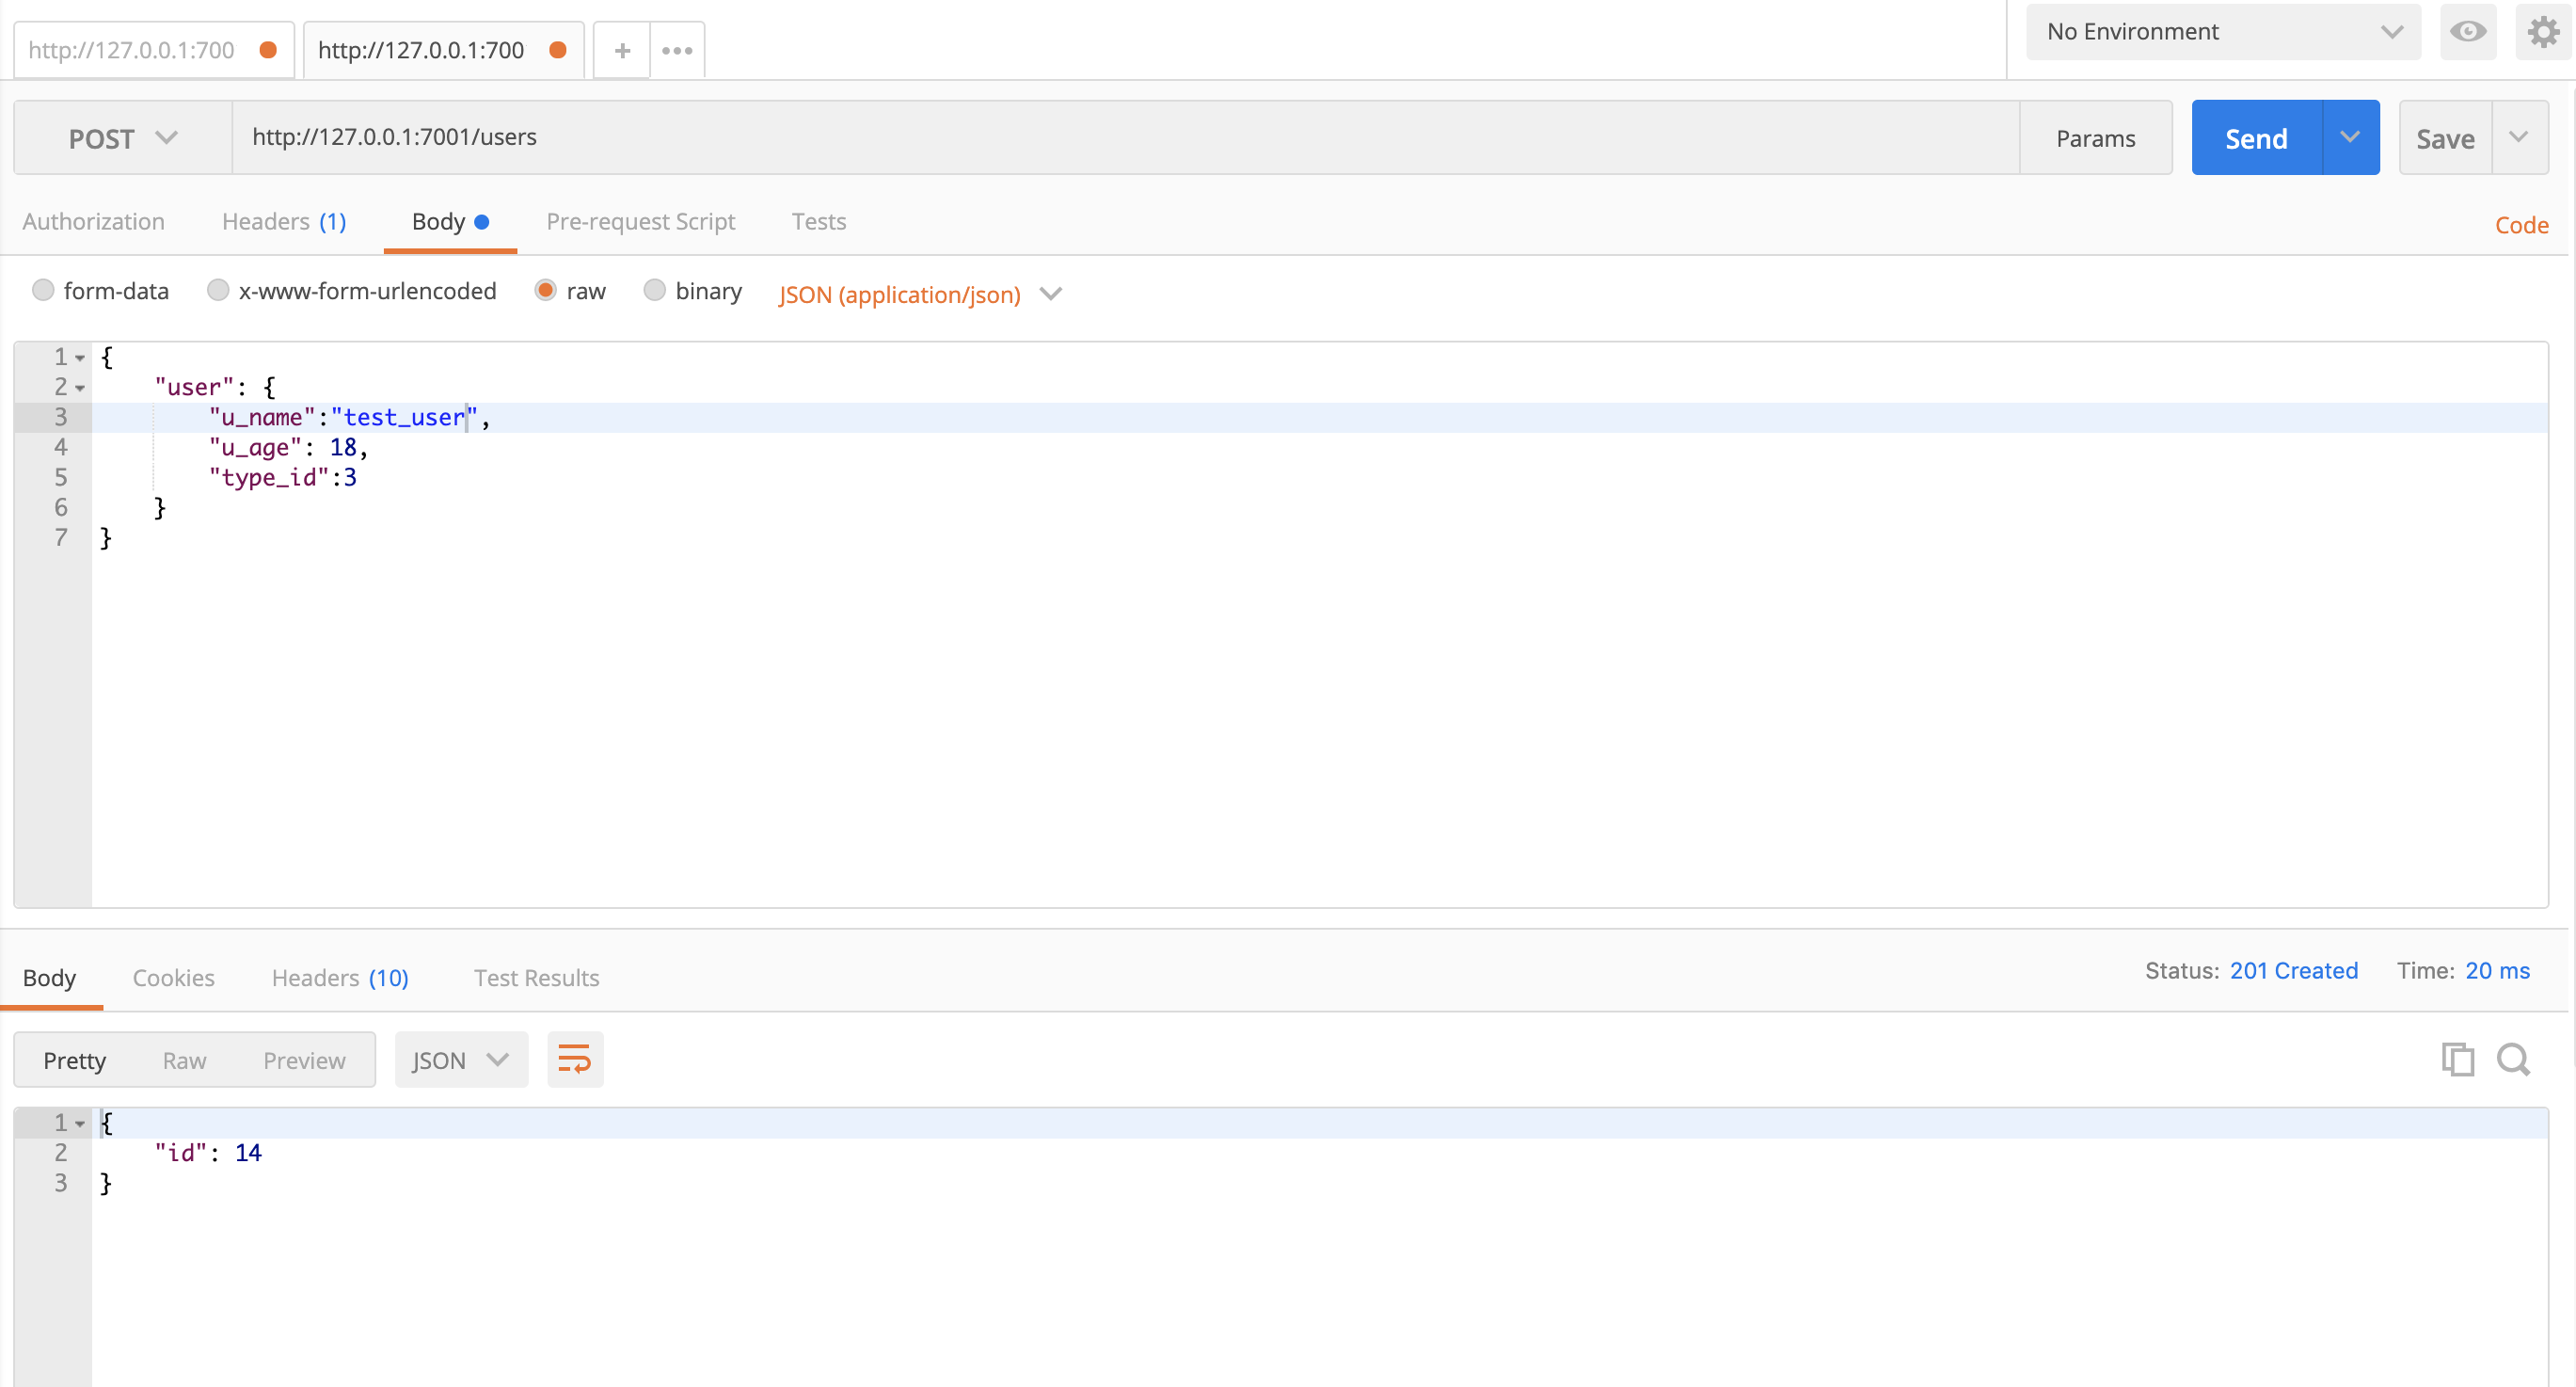 http://127.0.0.1:700 http://127.0.0.1:700 + ••• No Environment
POST http://127.0.0.1:7001/users Params Send Save
Authorization Headers (1) Body Pre-request Script Tests Code
form-data x-www-form-urlencoded raw binary JSON (application/json)
1 {
2 "user": {
3 "u_name":"test_user",
4 "u_age": 18,
5 "type_id":3
6 }
7 }
Body Cookies Headers (10) Test Results Status: 201 Created Time: 20 ms
Pretty Raw Preview JSON
1 {
2 "id": 14
3 }